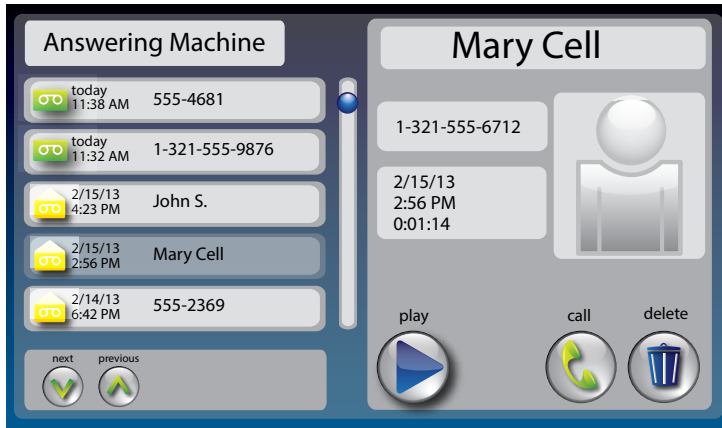 Answering Machine
today
11:38 AM
555-4681
today
11:32 AM
1-321-555-9876
2/15/13
4:23 PM
John S.
2/15/13
2:56 PM
Mary Cell
2/14/13
6:42 PM
555-2369
next
previous
Mary Cell
1-321-555-6712
2/15/13
2:56 PM
0:01:14
play
call
delete